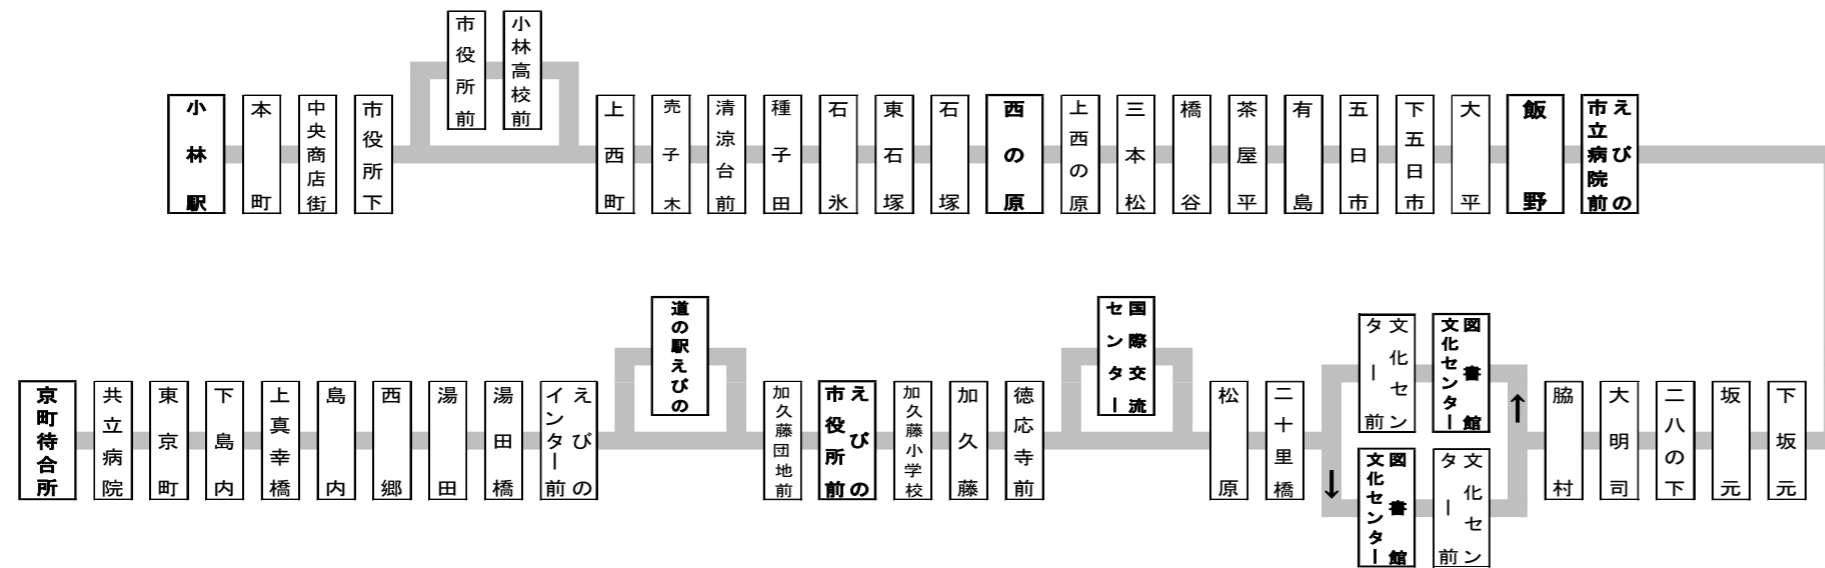 市役所前
小林高校前
小林駅
本町
中央商店街
市役所下
上西町
売子木
清涼台前
種子田
石氷
東石塚
石塚
西の原
上西の原
三本松
橋谷
茶屋平
有島
五日市
下五日市
大平
飯野
えびの
市立病院前
道の駅えびの
国際交流
センター
文化セン
ター前
図書館
文化センター
京町待合所
共立病院
東京町
下島内
上真幸橋
島内
西郷
湯田
湯田橋
えびの
インター前
加久藤団地前
えびの
市役所前
加久藤小学校
加久藤
徳応寺前
松原
二十里橋
↓
図書館
文化センター
文化セン
ター前
↑
脇村
大明司
二八の下
坂元
下坂元